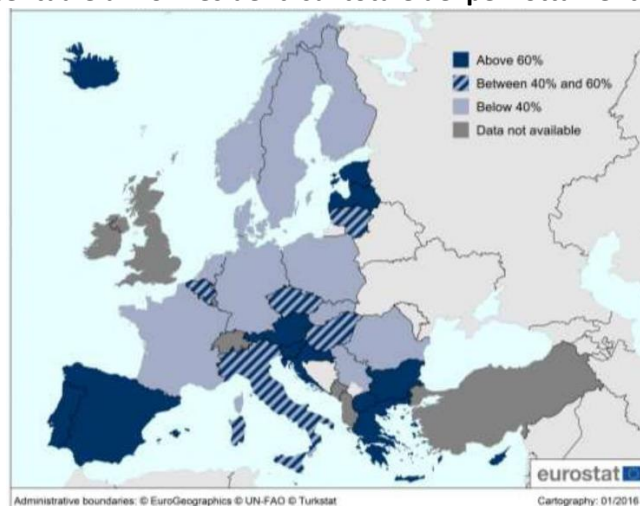 Above 60%
Between 40% and 60%
Below 40%
Data not available
eurostat
Administrative boundaries: © EuroGeographics © UN-FAO © Turkstat
Cartography: 01/2016